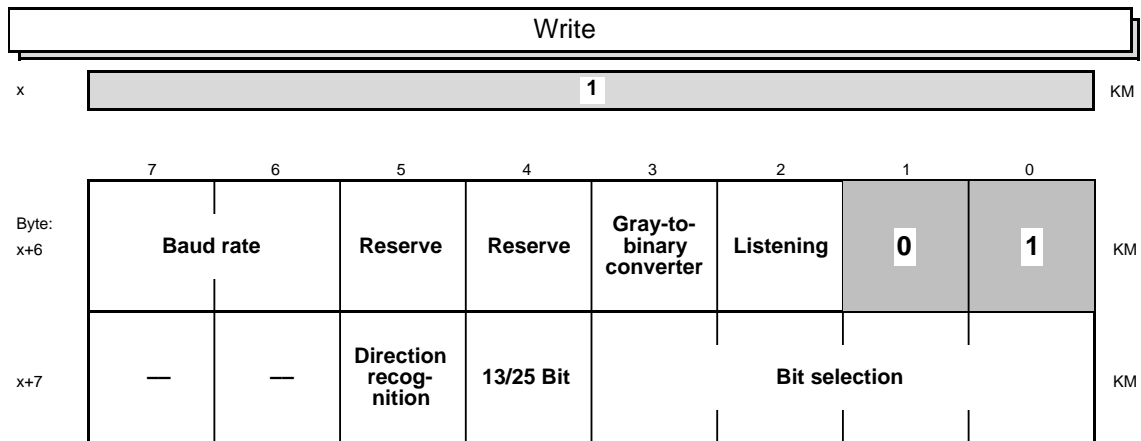 Write
x 1 KM
7 6 5 4 3 2 1 0
Byte:
x+6 Baud rate Reserve Reserve Gray-to-
binary
converter Listening 0 1 KM
x+7 — — Direction
recog-
nition 13/25 Bit Bit selection KM